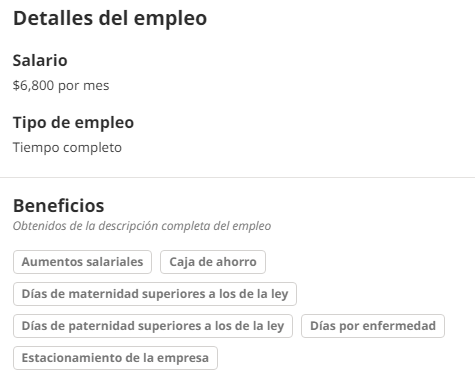 Detalles del empleo
Salario
$6,800 por mes
Tipo de empleo
Tiempo completo
Beneficios
Obtenidos de la descripción completa del empleo
Aumentos salariales Caja de ahorro
Días de maternidad superiores a los de la ley
Días de paternidad superiores a los de la ley Días por enfermedad
Estacionamiento de la empresa